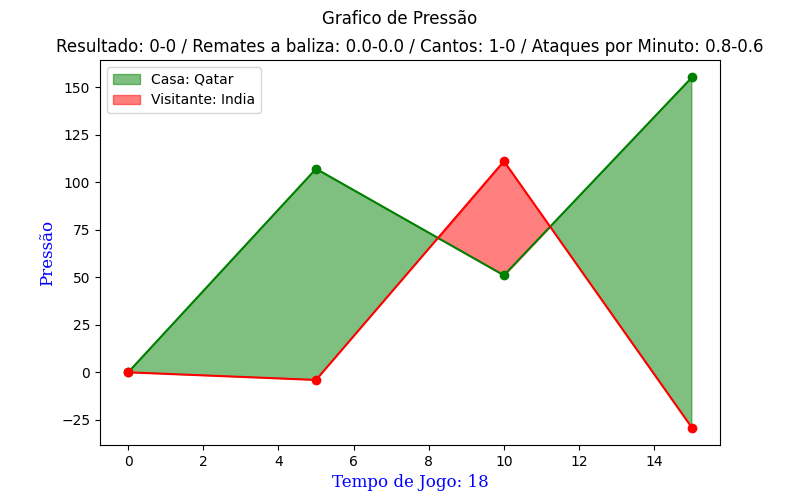 Grafico de Pressão
Resultado: 0-0 / Remates a baliza: 0.0-0.0 / Cantos: 1-0 / Ataques por Minuto: 0.8-0.6
Casa: Qatar
Visitante: India
150
125
100
75
50
25
0
−25
Pressão
0 2 4 6 8 10 12 14
Tempo de Jogo: 18